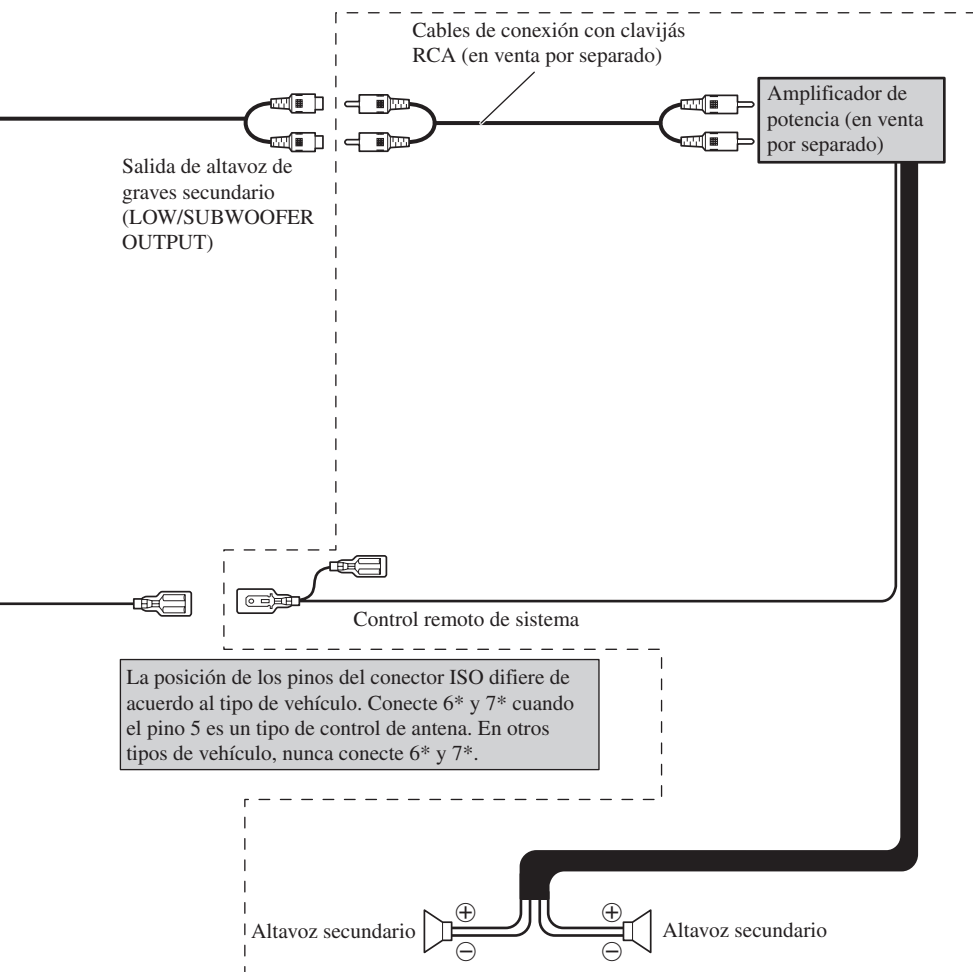 Cables de conexión con clavijás
RCA (en venta por separado)
Amplificador de
potencia (en venta
por separado)
Salida de altavoz de
graves secundario
(LOW/SUBWOOFER
OUTPUT)
Control remoto de sistema
La posición de los pinos del conector ISO difiere de
acuerdo al tipo de vehículo. Conecte 6* y 7* cuando
el pino 5 es un tipo de control de antena. En otros
tipos de vehículo, nunca conecte 6* y 7*.
Altavoz secundario
+
-
+
-
Altavoz secundario